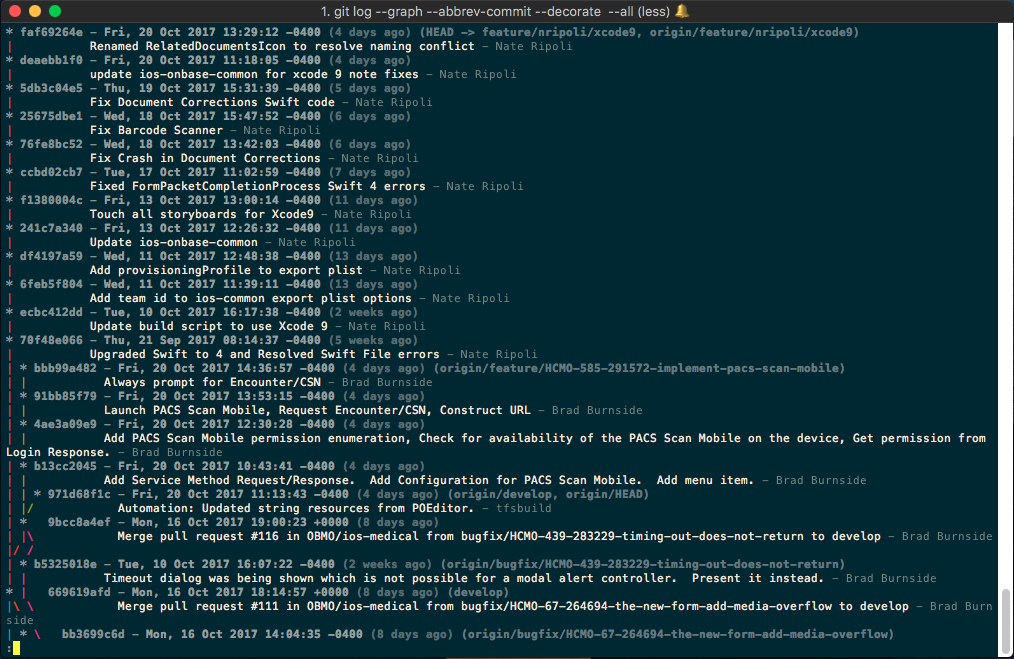 1. git log --graph --abbrev-commit --decorate --all (less) 🔔
* faf69264e - Fri, 20 Oct 2017 13:29:12 -0400 (4 days ago) (HEAD -> feature/nripoli/xcode9, origin/feature/nripoli/xcode9)
|           Renamed RelatedDocumentsIcon to resolve naming conflict - Nate Ripoli
* deaebb1f0 - Fri, 20 Oct 2017 11:18:05 -0400 (4 days ago)
|           update ios-onbase-common for xcode 9 note fixes - Nate Ripoli
* 5db3c04e5 - Thu, 19 Oct 2017 15:31:39 -0400 (5 days ago)
|           Fix Document Corrections Swift code - Nate Ripoli
* 25675dbe1 - Wed, 18 Oct 2017 15:47:52 -0400 (6 days ago)
|           Fix Barcode Scanner - Nate Ripoli
* 76fe8bc52 - Wed, 18 Oct 2017 13:42:03 -0400 (6 days ago)
|           Fix Crash in Document Corrections - Nate Ripoli
* ccbd02cb7 - Tue, 17 Oct 2017 11:02:59 -0400 (7 days ago)
|           Fixed FormPacketCompletionProcess Swift 4 errors - Nate Ripoli
* f1380004c - Fri, 13 Oct 2017 13:00:14 -0400 (11 days ago)
|           Touch all storyboards for Xcode9 - Nate Ripoli
* 241c7a340 - Fri, 13 Oct 2017 12:26:32 -0400 (11 days ago)
|           Update ios-onbase-common - Nate Ripoli
* df4197a59 - Wed, 11 Oct 2017 12:48:38 -0400 (13 days ago)
|           Add provisioningProfile to export plist - Nate Ripoli
* 6feb5f804 - Wed, 11 Oct 2017 11:39:11 -0400 (13 days ago)
|           Add team id to ios-common export plist options - Nate Ripoli
* ecbc412dd - Tue, 10 Oct 2017 16:17:38 -0400 (2 weeks ago)
|           Update build script to use Xcode 9 - Nate Ripoli
* 70f48e066 - Thu, 21 Sep 2017 08:14:37 -0400 (5 weeks ago)
|           Upgraded Swift to 4 and Resolved Swift File errors - Nate Ripoli
| * bbb99a482 - Fri, 20 Oct 2017 14:36:57 -0400 (4 days ago) (origin/feature/HCMO-585-291572-implement-pacs-scan-mobile)
| |           Always prompt for Encounter/CSN - Brad Burnside
| * 91bb85f79 - Fri, 20 Oct 2017 13:53:15 -0400 (4 days ago)
| |           Launch PACS Scan Mobile, Request Encounter/CSN, Construct URL - Brad Burnside
| * 4ae3a09e9 - Fri, 20 Oct 2017 12:30:28 -0400 (4 days ago)
| |           Add PACS Scan Mobile permission enumeration, Check for availability of the PACS Scan Mobile on the device, Get permission from
Login Response. - Brad Burnside
| * b13cc2045 - Fri, 20 Oct 2017 10:43:41 -0400 (4 days ago)
| |           Add Service Method Request/Response.  Add Configuration for PACS Scan Mobile.  Add menu item. - Brad Burnside
| | * 971d68f1c - Fri, 20 Oct 2017 11:13:43 -0400 (4 days ago) (origin/develop, origin/HEAD)
| |/            Automation: Updated string resources from POEditor. - tfsbuild
| *   9bcc8a4ef - Mon, 16 Oct 2017 19:00:23 +0000 (8 days ago)
| |\            Merge pull request #116 in OBMO/ios-medical from bugfix/HCMO-439-283229-timing-out-does-not-return to develop - Brad Burnside
|/ /
| * b5325018e - Tue, 10 Oct 2017 16:07:22 -0400 (2 weeks ago) (origin/bugfix/HCMO-439-283229-timing-out-does-not-return)
| |           Timeout dialog was being shown which is not possible for a modal alert controller.  Present it instead. - Brad Burnside
* |   669619afd - Mon, 16 Oct 2017 18:14:57 +0000 (8 days ago) (develop)
|\ \            Merge pull request #111 in OBMO/ios-medical from bugfix/HCMO-67-264694-the-new-form-add-media-overflow to develop - Brad Burn
side
| * \   bb3699c6d - Mon, 16 Oct 2017 14:04:35 -0400 (8 days ago) (origin/bugfix/HCMO-67-264694-the-new-form-add-media-overflow)
: